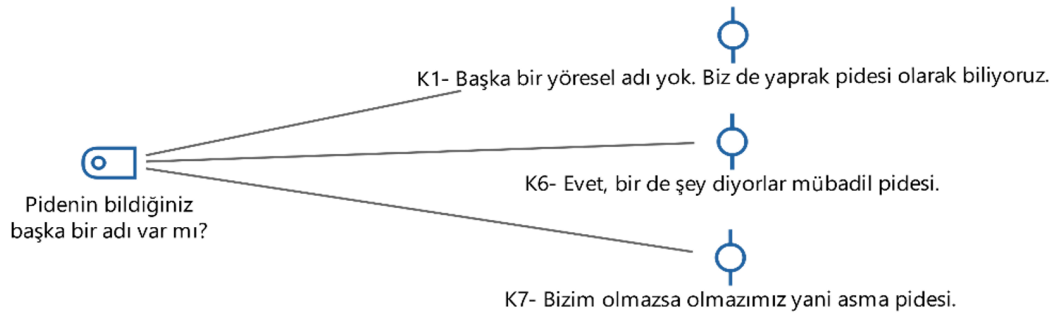 K1- Başka bir yöresel adı yok. Biz de yaprak pidesi olarak biliyoruz.
K6- Evet, bir de şey diyorlar mübadil pidesi.
Pidenin bildiğiniz
başka bir adı var mı?
K7- Bizim olmazsa olmazımız yani asma pidesi.